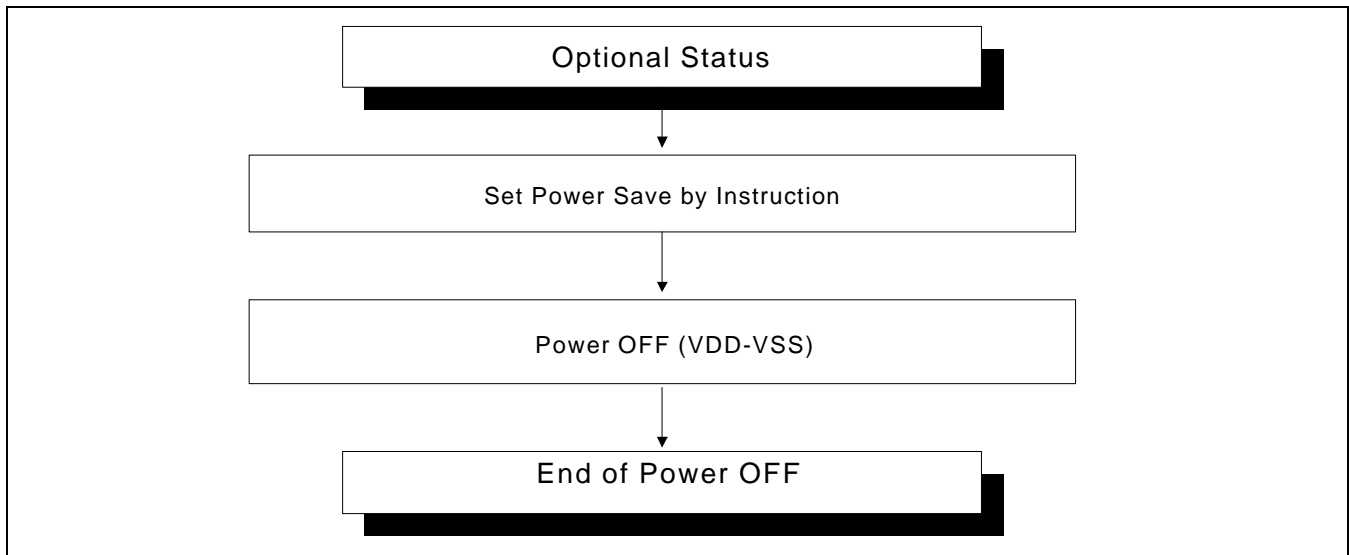 Optional Status
Set Power Save by Instruction
Power OFF (VDD-VSS)
End of Power OFF